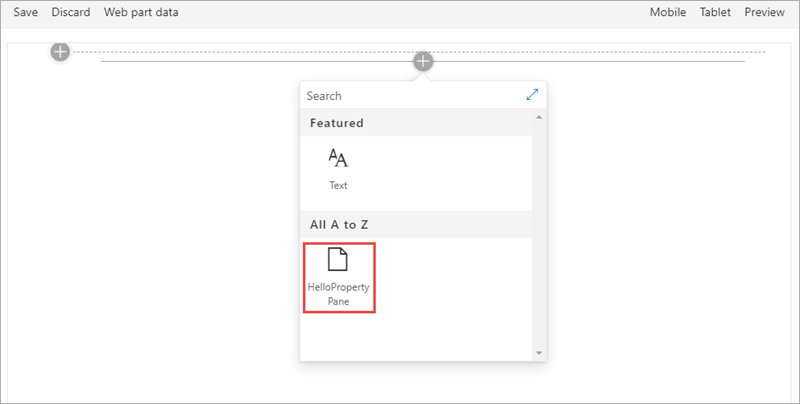 Save Discard Web part data Mobile Tablet Preview
Search
Featured
Text
All A to Z
HelloProperty
Pane